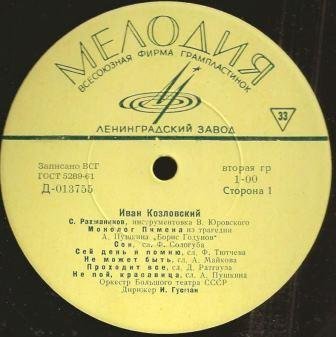 МЕЛОДИЯ
ВСЕСОЮЗНАЯ ФИРМА ГРАМПЛАСТИНОК
33
ЛЕНИНГРАДСКИЙ ЗАВОД
Записано ВСГ
ГОСТ 5289-61
Д-013755
вторая гр
1-00
Сторона 1
Иван Козловский
С. Рахманинов, инструментовка В. Юровского
Монолог Пимена из трагедии
А. Пушкина „Борис Годунов"
Сон, сл. Ф. Сологуба
Сей день я помню, сл. Ф. Тютчева
Не может быть, сл. А. Майкова
Проходит все, сл. Д. Ратгауза
Не пой, красавица, сл. А. Пушкина
Оркестр Большого театра СССР
Дирижер И. Гусман